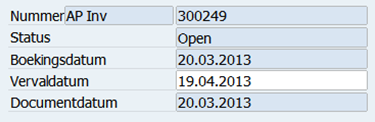 Nummer AP Inv 300249
Status Open
Boekingsdatum 20.03.2013
Vervaldatum 19.04.2013
Documentdatum 20.03.2013